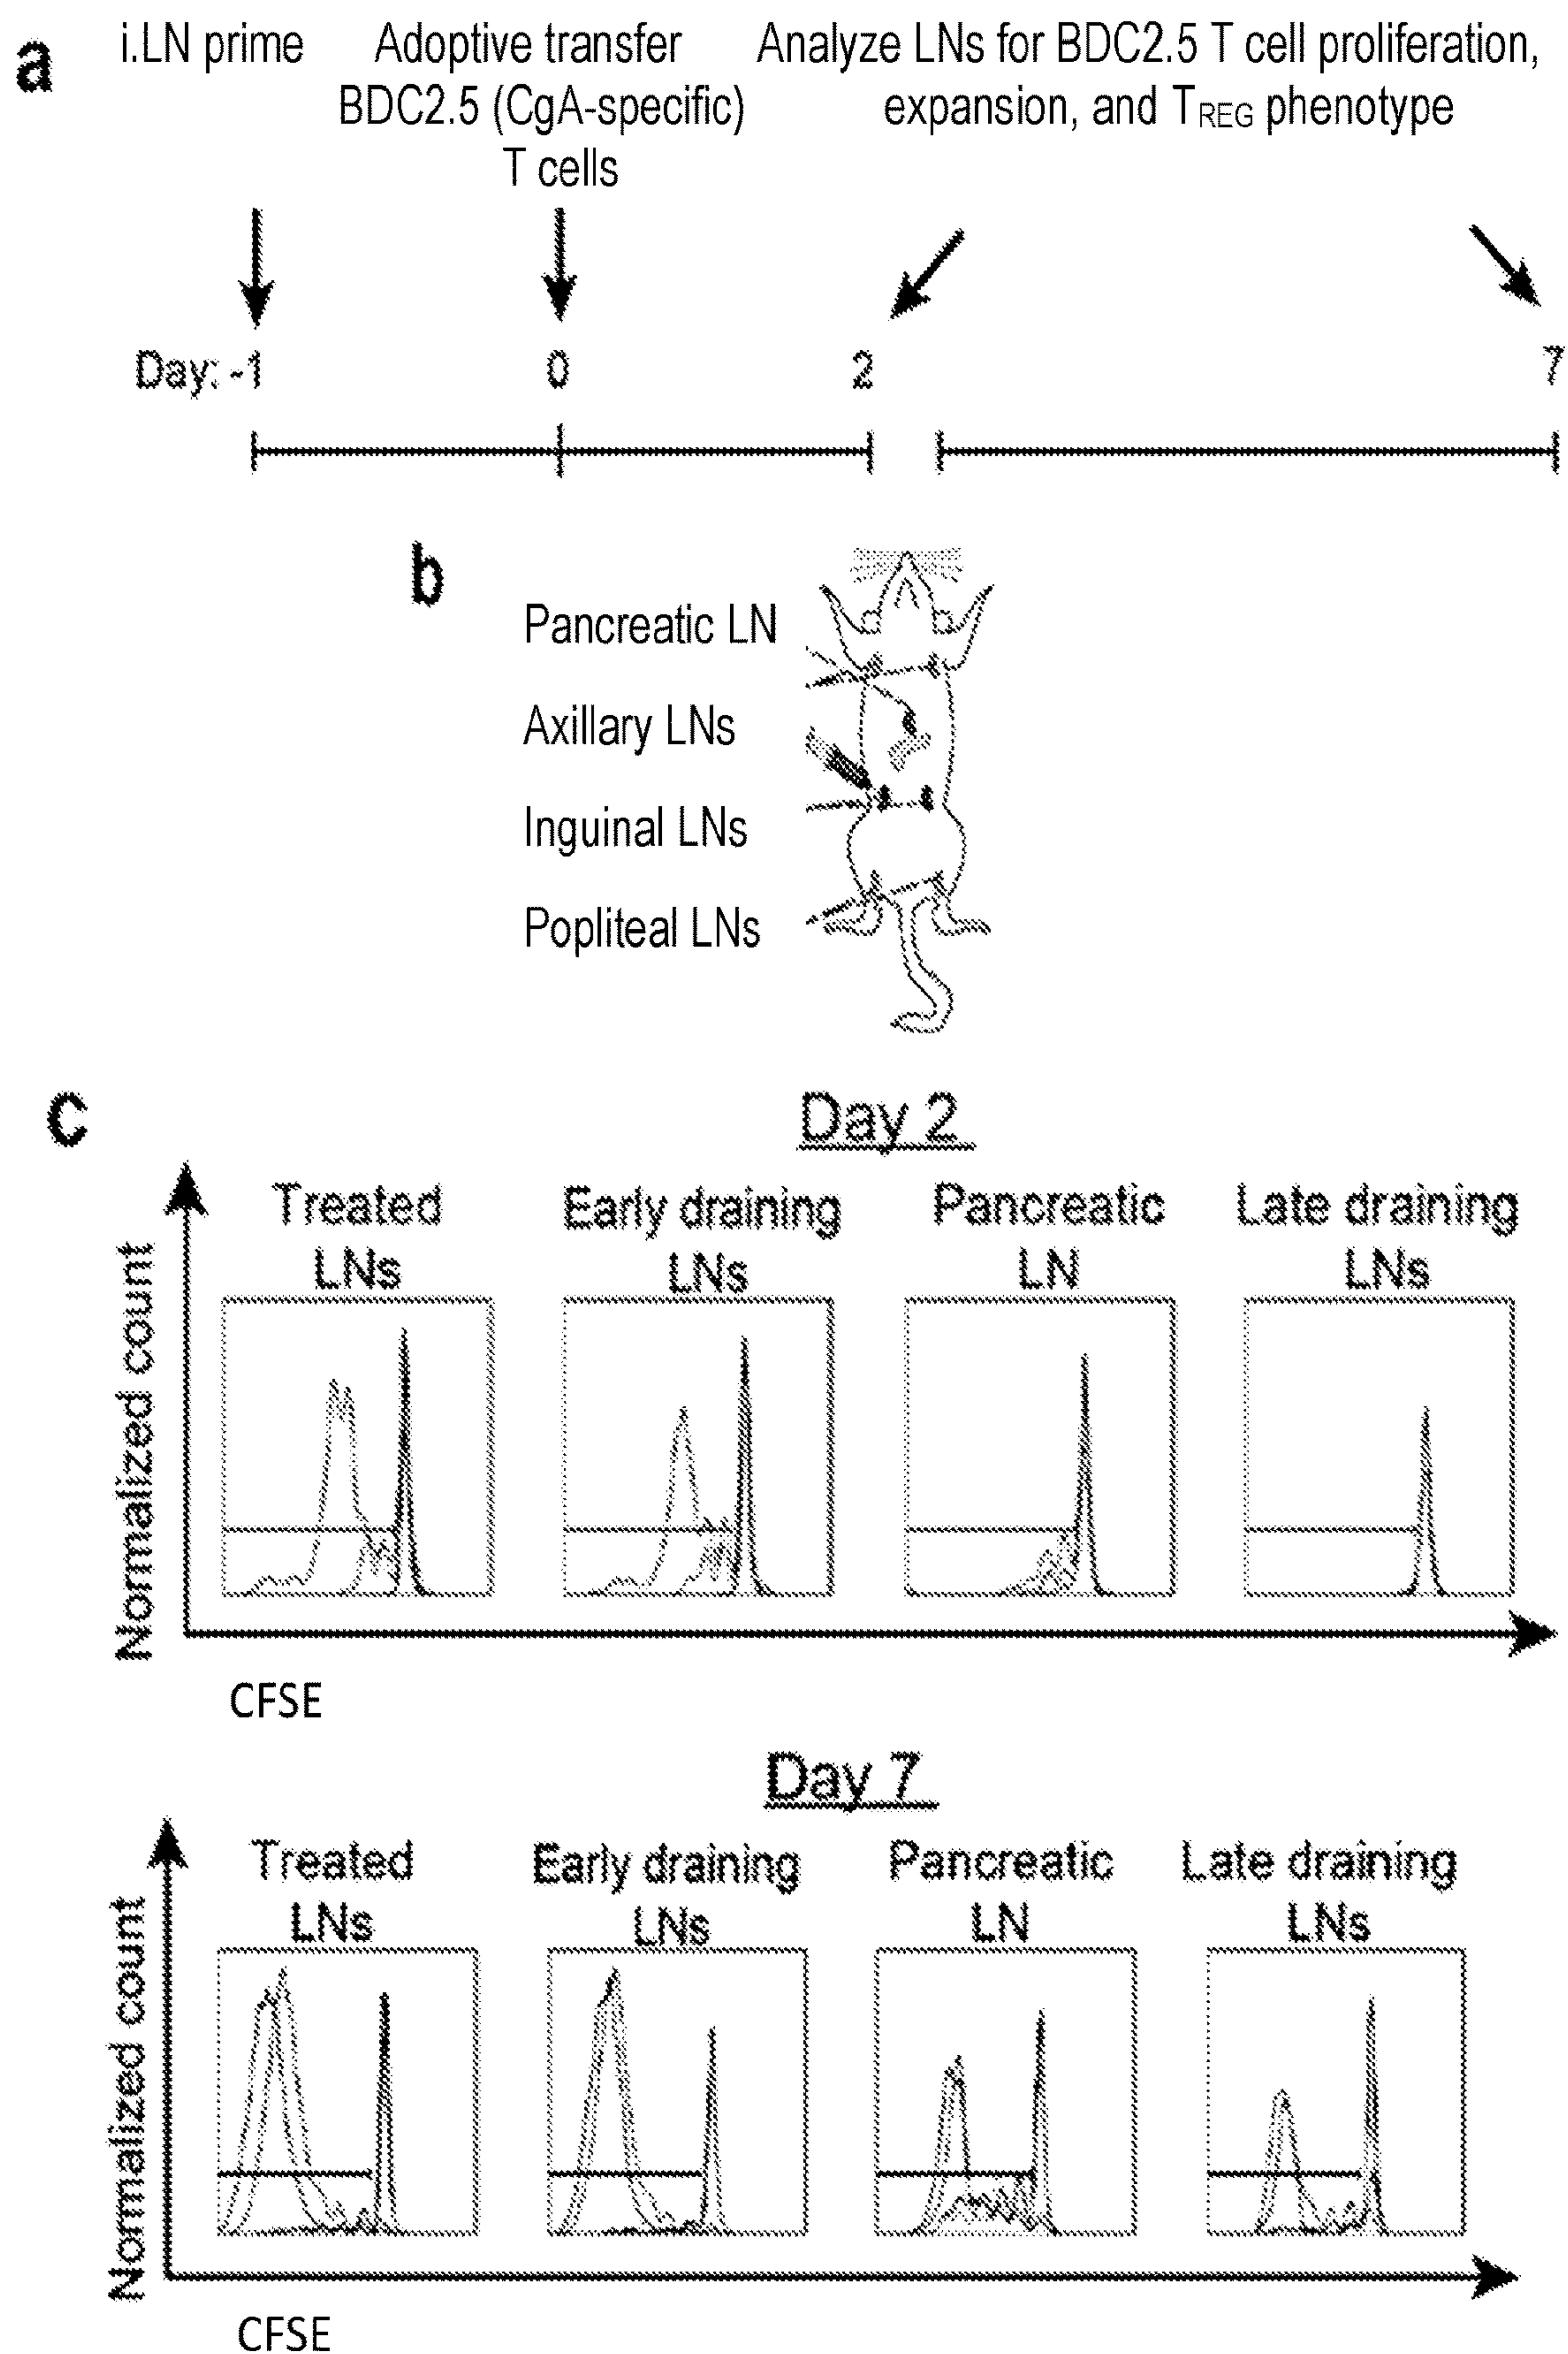 a
i.LN prime
Adoptive transfer
BDC2.5 (CgA-specific)
T cells
Analyze LNs for BDC2.5 T cell proliferation,
expansion, and TREG phenotype
Day: -1 0 2 7
b
Pancreatic LN
Axillary LNs
Inguinal LNs
Popliteal LNs
c
Day 2
Normalized count
Treated
LNs
Early draining
LNs
Pancreatic
LN
Late draining
LNs
CFSE
Day 7
Normalized count
Treated
LNs
Early draining
LNs
Pancreatic
LN
Late draining
LNs
CFSE